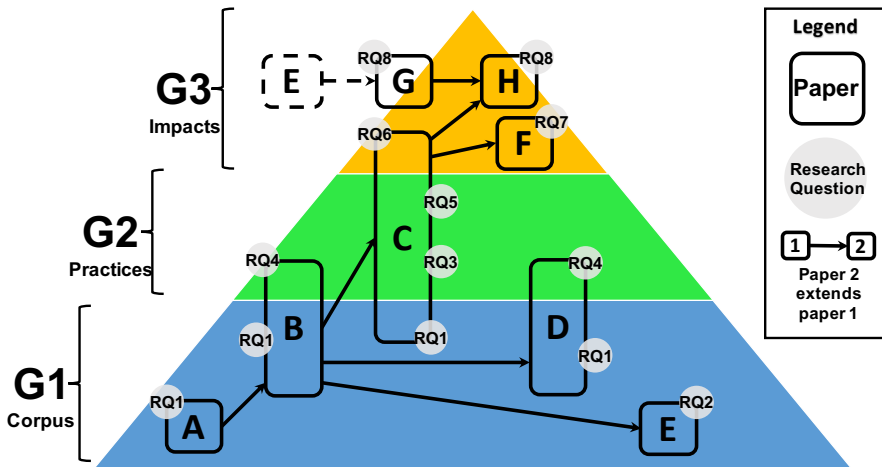 G3
Impacts
G2
Practices
G1
Corpus
E
RQ8
G
H
RQ8
RQ6
RQ7
F
RQ5
C
RQ3
RQ1
RQ4
B
RQ1
RQ4
D
RQ1
RQ1
A
RQ2
E
Legend
Paper
Research
Question
1
2
Paper 2
extends
paper 1